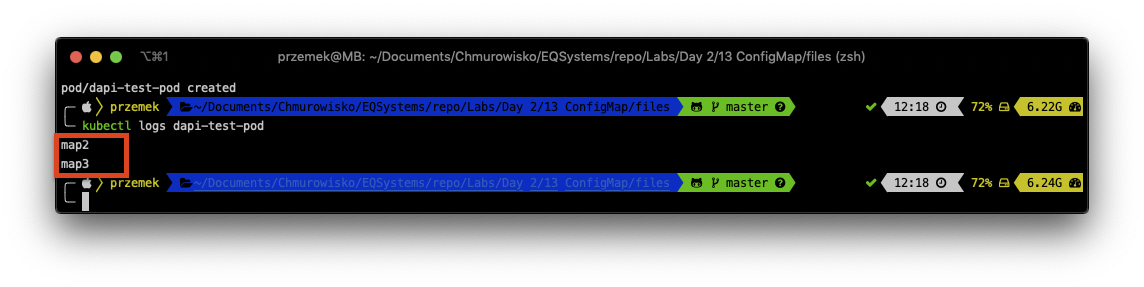 ⌥⌘1 przemek@MB: ~/Documents/Chmurowisko/EQSystems/repo/Labs/Day 2/13 ConfigMap/files (zsh)
pod/dapi-test-pod created
przemek ~/Documents/Chmurowisko/EQSystems/repo/Labs/Day 2/13 ConfigMap/files master ? ✔ 12:18 72% 6.22G
kubectl logs dapi-test-pod
map2
map3
przemek ~/Documents/Chmurowisko/EQSystems/repo/Labs/Day 2/13 ConfigMap/files master ? ✔ 12:18 72% 6.24G